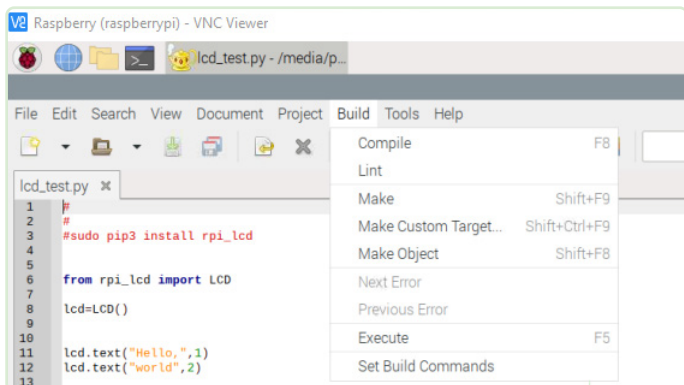 V2 Raspberry (raspberrypi) - VNC Viewer
>_ lcd_test.py - /media/p...
File Edit Search View Document Project Build Tools Help
lcd_test.py ×
Compile F8
Lint
Make Shift+F9
Make Custom Target... Shift+Ctrl+F9
Make Object Shift+F8
Next Error
Previous Error
Execute F5
Set Build Commands
1 #
2 #
3 #sudo pip3 install rpi_lcd
4
5
6 from rpi_lcd import LCD
7
8 lcd=LCD()
9
10
11 lcd.text("Hello,",1)
12 lcd.text("world",2)
13